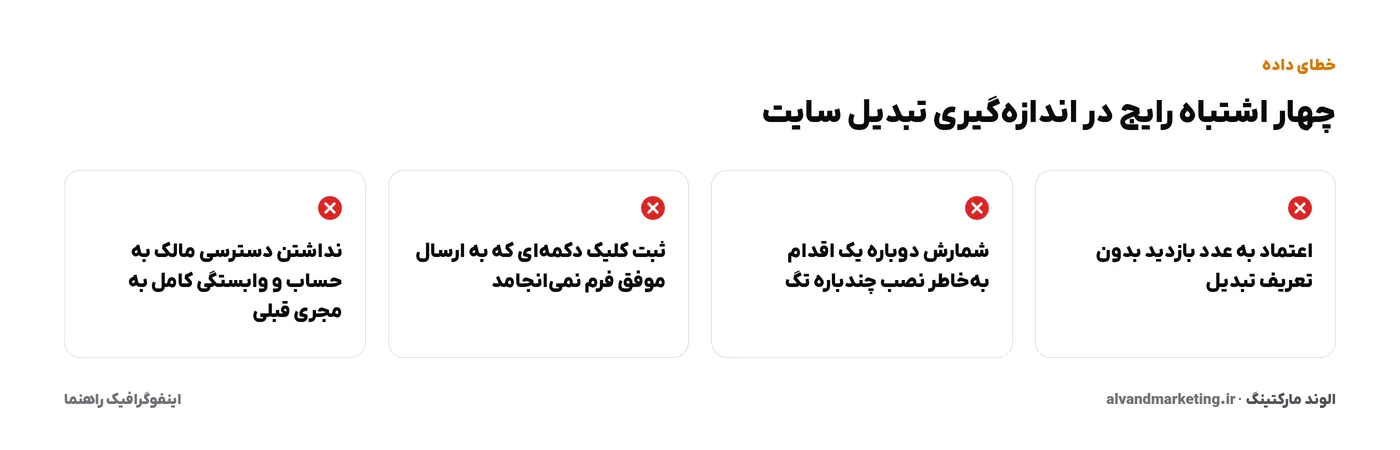 خطای داده
چهار اشتباه رایج در اندازه‌گیری تبدیل سایت
اعتماد به عدد بازدید بدون
تعریف تبدیل
شمارش دوباره یک اقدام
به‌خاطر نصب چندباره تگ
ثبت کلیک دکمه‌ای که به ارسال
موفق فرم نمی‌انجامد
نداشتن دسترسی مالک به
حساب و وابستگی کامل به
مجری قبلی
الوند مارکتینگ · alvandmarketing.ir
اینفوگرافیک راهنما